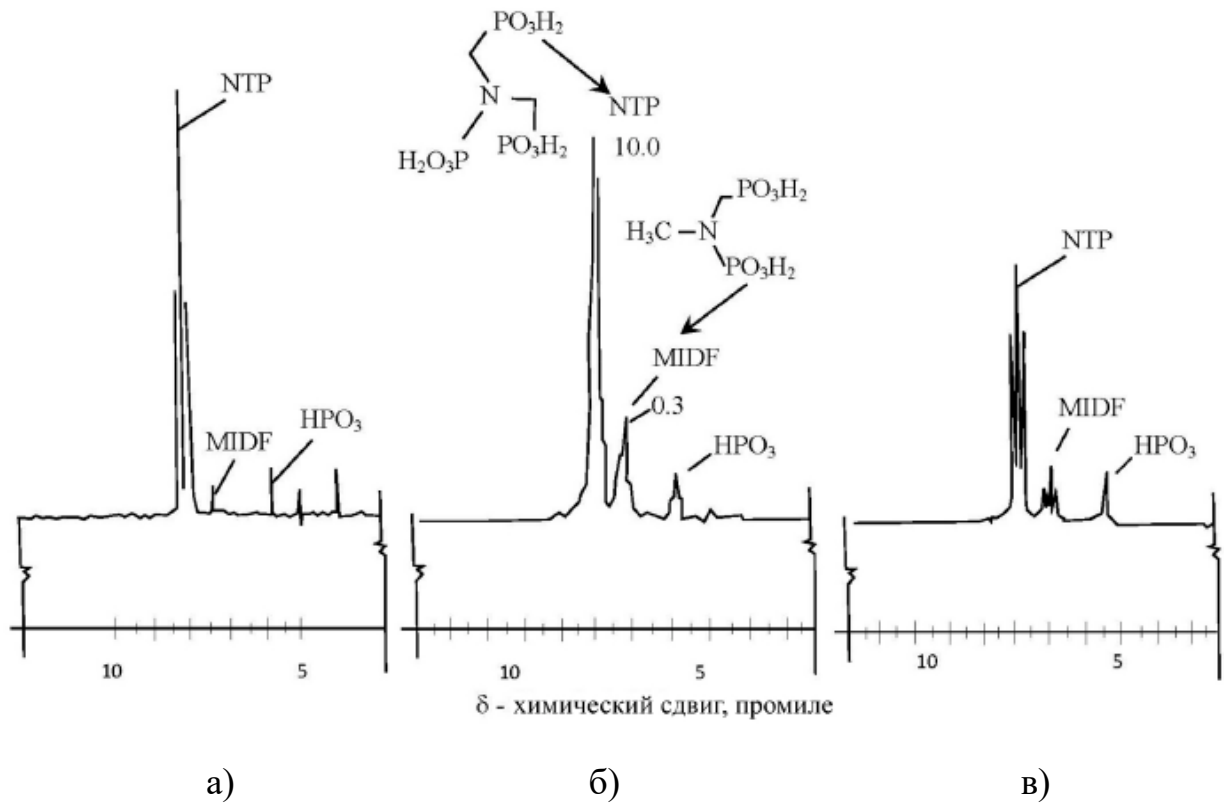 NTP
MIDF
HPO₃
10
5
PO₃H₂
N
H₂O₃P
PO₃H₂
NTP
10.0
H₃C
N
PO₃H₂
PO₃H₂
MIDF
0.3
HPO₃
10
5
NTP
MIDF
HPO₃
10
5
δ - химический сдвиг, промиле
а)
б)
в)